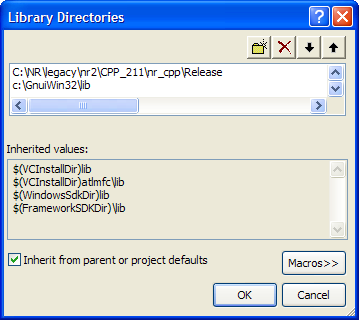 Library Directories
C:\NR\legacy\nr2\CPP_211\nr_cpp\Release
c:\GnuiWin32\lib
Inherited values:
$(VCInstallDir)lib
$(VCInstallDir)atlmfc\lib
$(WindowsSdkDir)lib
$(FrameworkSDKDir)\lib
Inherit from parent or project defaults
Macros>>
OK
Cancel